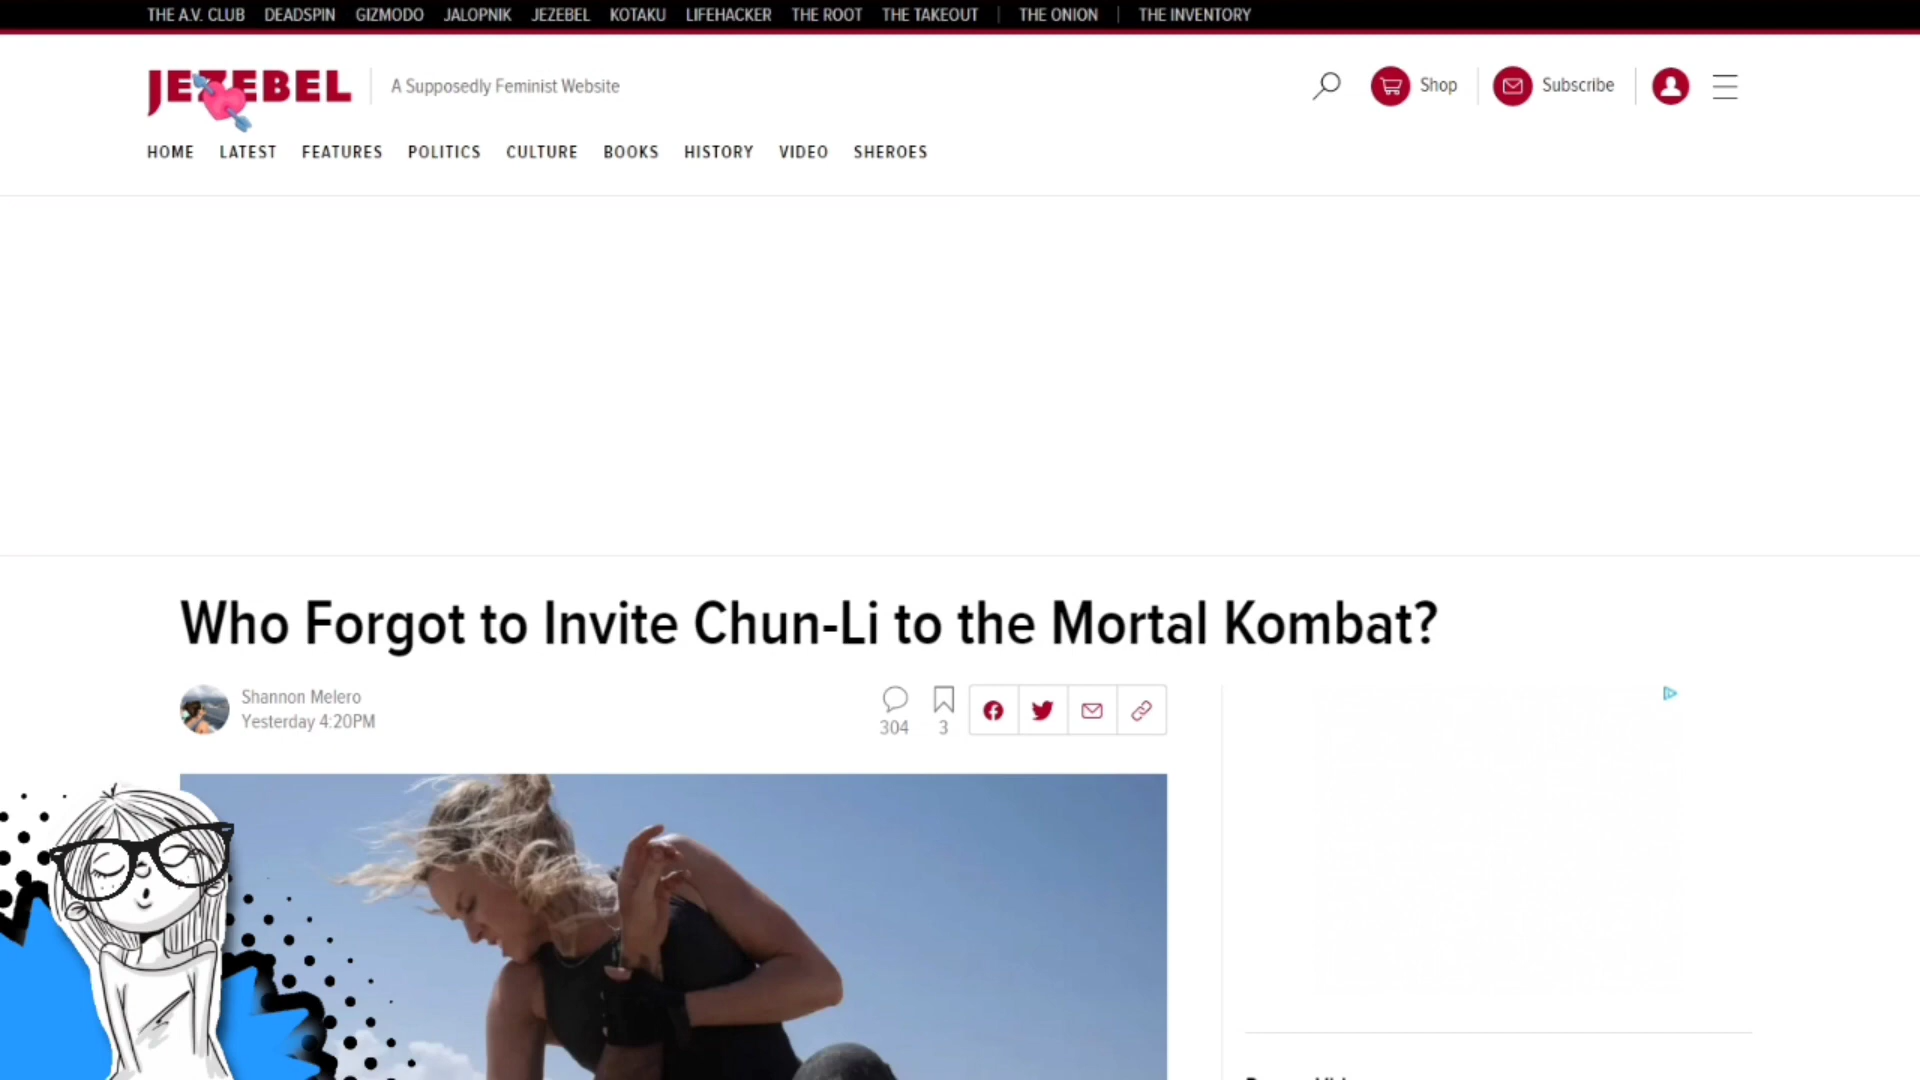 THE A.V. CLUB DEADSPIN GIZMODO JALOPNIK JEZEBEL KOTAKU LIFEHACKER THE ROOT THE TAKEOUT | THE ONION | THE INVENTORY
JEZEBEL A Supposedly Feminist Website Shop Subscribe
HOME LATEST FEATURES POLITICS CULTURE BOOKS HISTORY VIDEO SHEROES
Who Forgot to Invite Chun-Li to the Mortal Kombat?
Shannon Melero
Yesterday 4:20PM
304 3